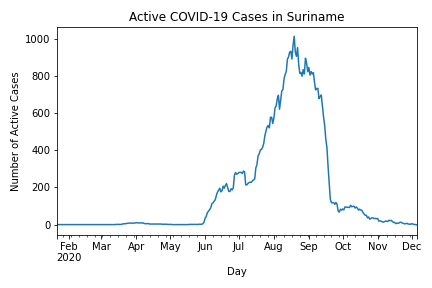 Active COVID-19 Cases in Suriname
1000
800
600
400
200
0
Number of Active Cases
Feb Mar Apr May Jun Jul Aug Sep Oct Nov Dec
2020
Day